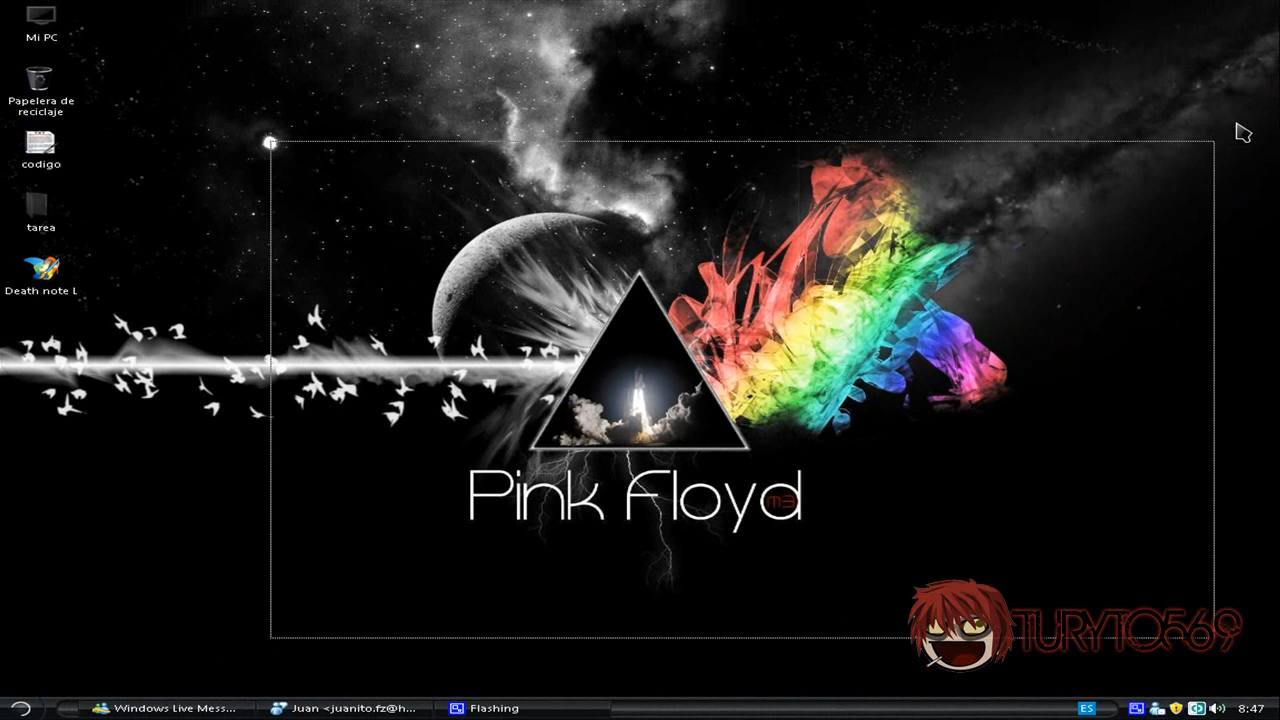 Mi PC
Papelera de
reciclaje
codigo
tarea
Death note L
Pink Floyd
TURYTO569
Windows Live Mess...
Juan <juanito.fz@h...
Flashing
ES
8:47